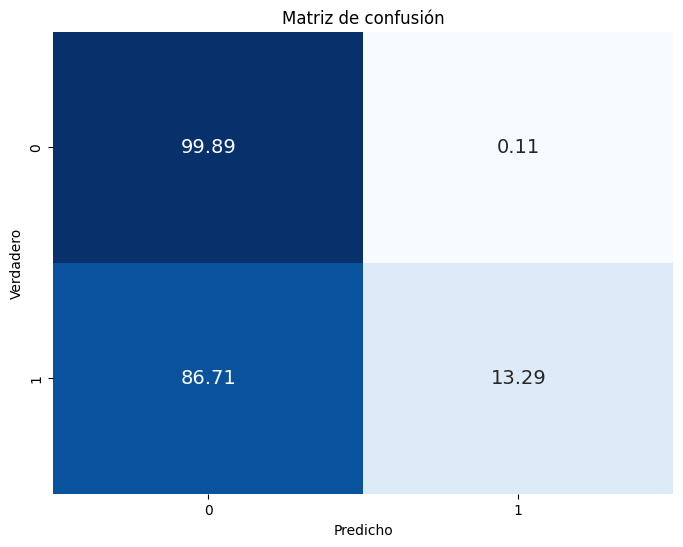 Matriz de confusión
99.89 0.11
86.71 13.29
Verdadero
0
1
0 1
Predicho